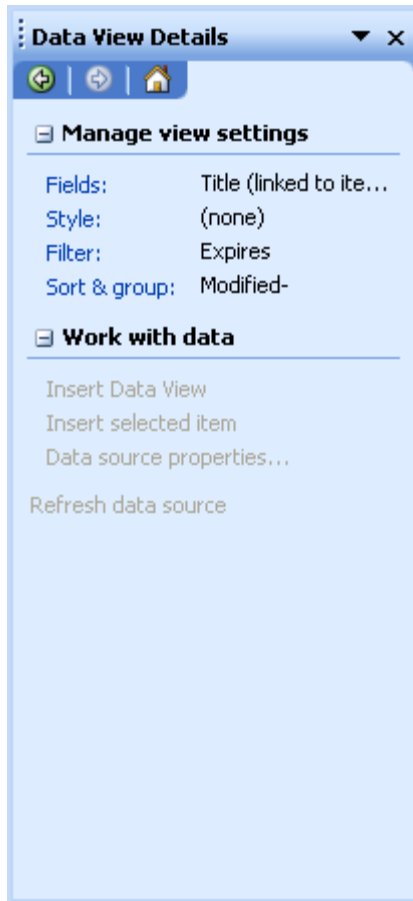 Data View Details
Manage view settings
Fields: Title (linked to ite...
Style: (none)
Filter: Expires
Sort & group: Modified-
Work with data
Insert Data View
Insert selected item
Data source properties...
Refresh data source